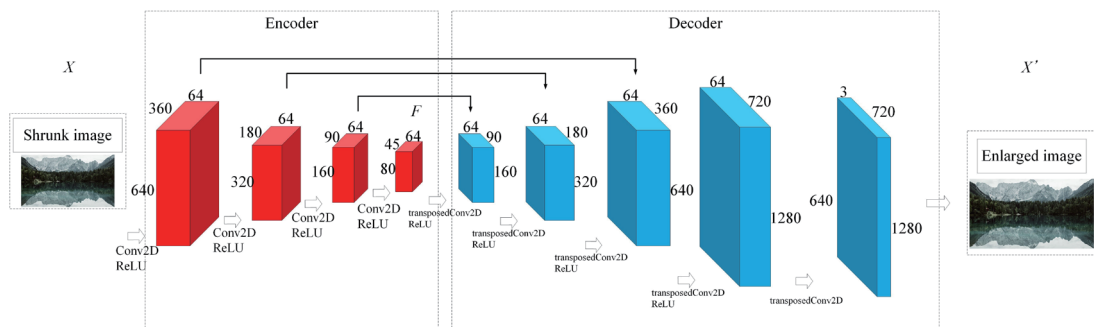 Encoder
Decoder
X
X'
F
Shrunk image
360
64
640
Conv2D
ReLU
180
64
320
Conv2D
ReLU
90
64
160
Conv2D
ReLU
45
64
80
Conv2D
ReLU
transposedConv2D
ReLU
64
90
160
transposedConv2D
ReLU
64
180
320
transposedConv2D
ReLU
64
360
640
transposedConv2D
ReLU
64
720
1280
transposedConv2D
3
720
640
1280
Enlarged image